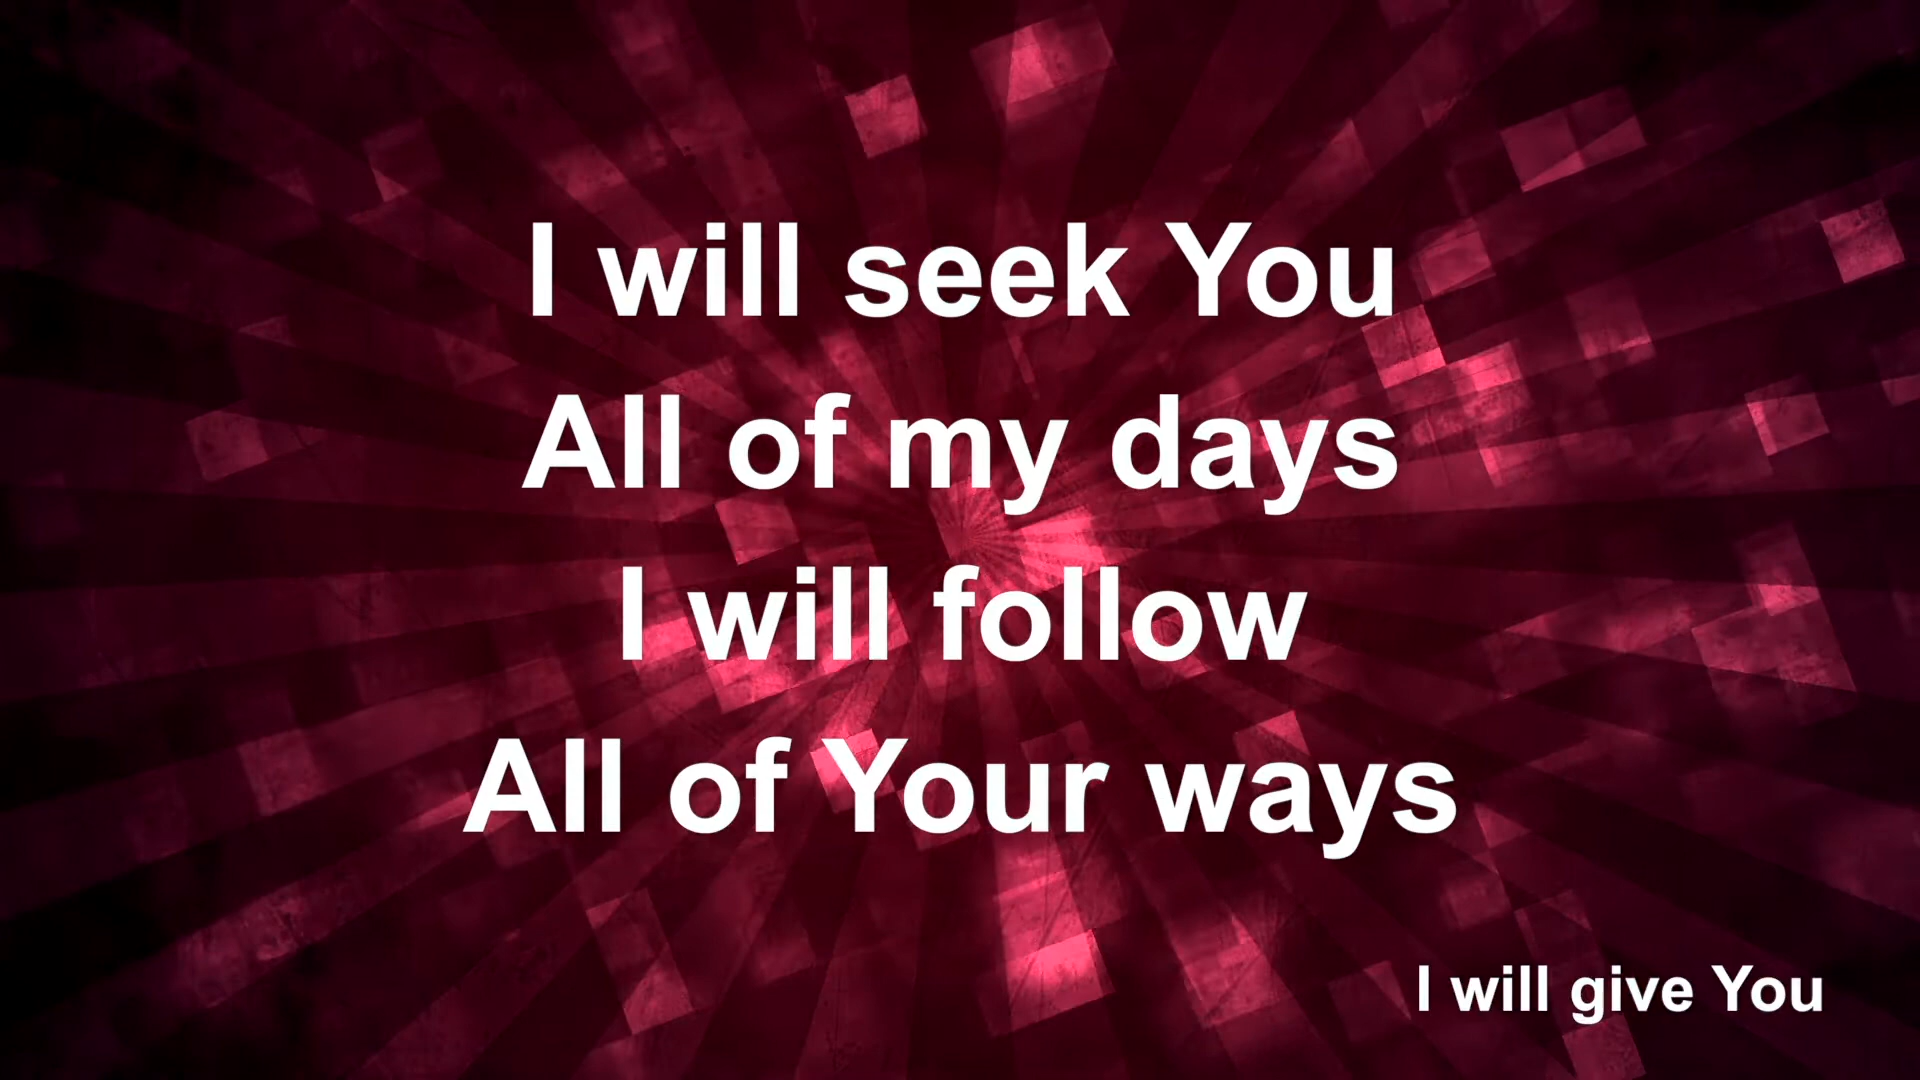 I will seek You
All of my days
I will follow
All of Your ways
I will give You